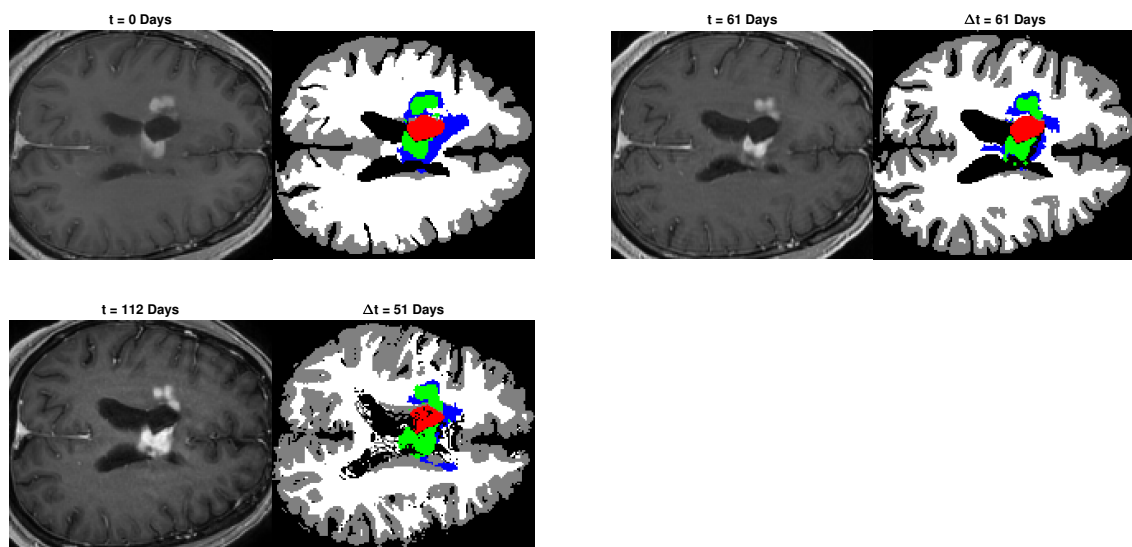 t = 0 Days
t = 61 Days
Δt = 61 Days
t = 112 Days
Δt = 51 Days